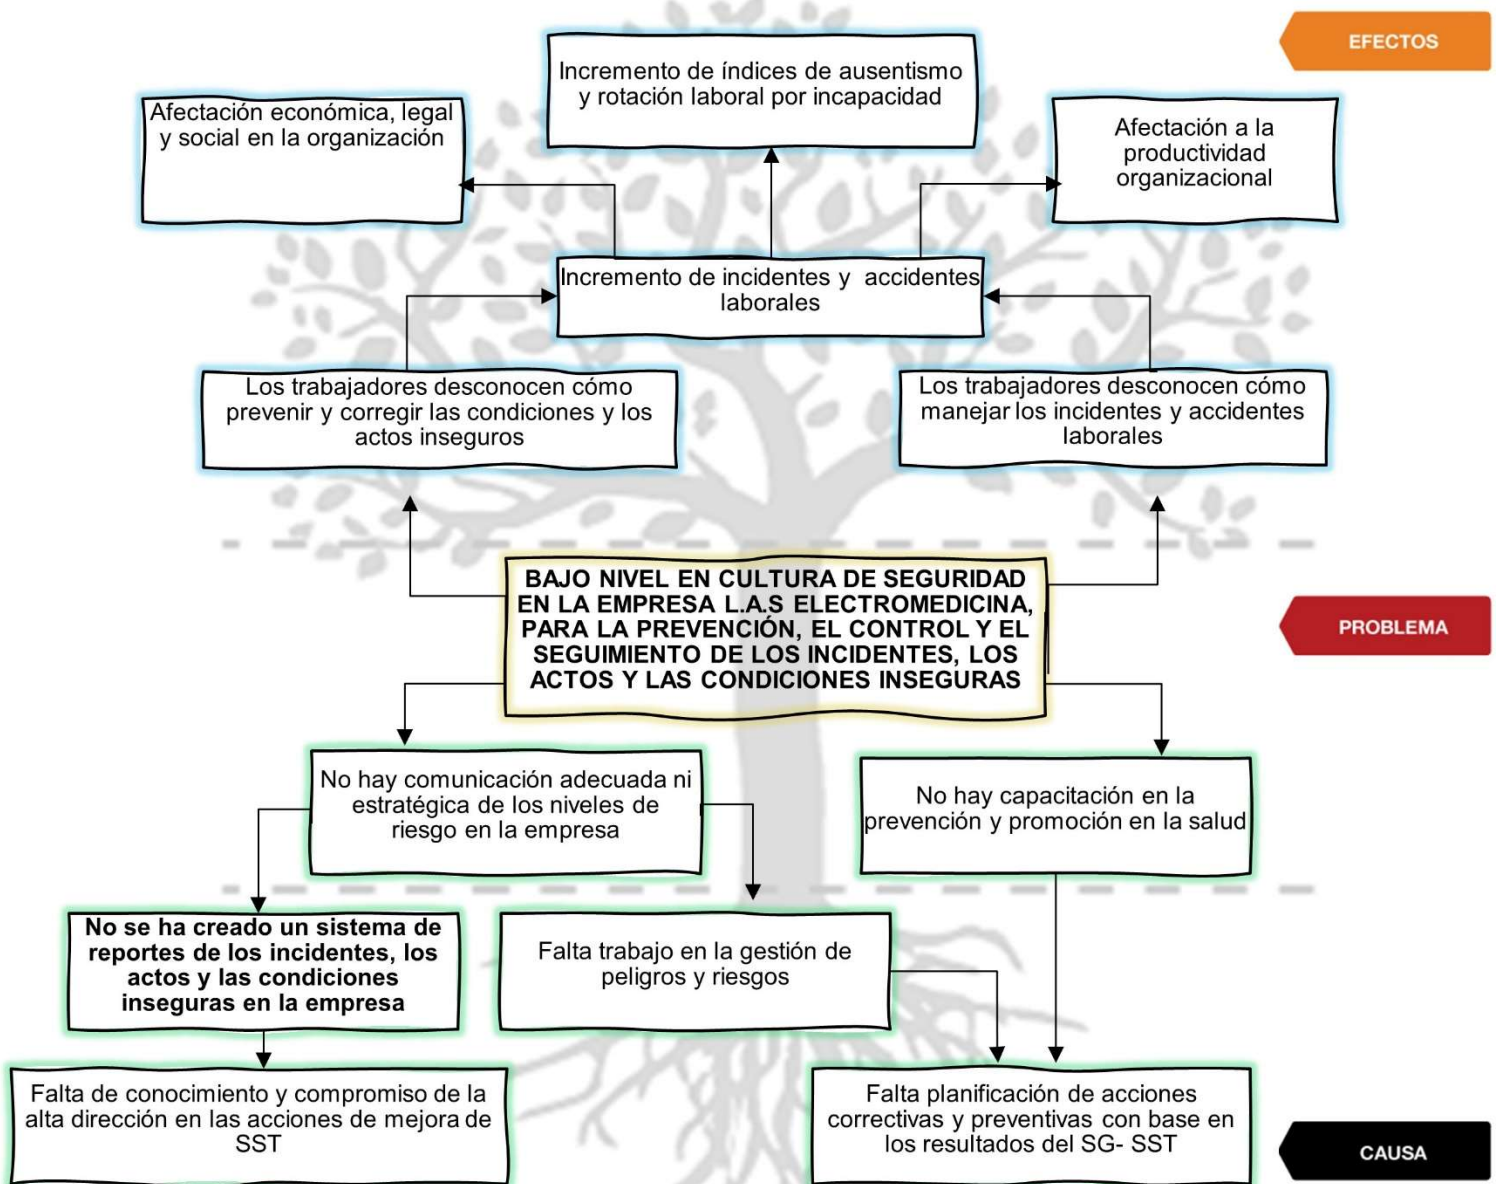 EFECTOS
Incremento de índices de ausentismo
y rotación laboral por incapacidad
Afectación económica, legal
y social en la organización
Afectación a la
productividad
organizacional
Incremento de incidentes y accidentes
laborales
Los trabajadores desconocen cómo
prevenir y corregir las condiciones y los
actos inseguros
Los trabajadores desconocen cómo
manejar los incidentes y accidentes
laborales
BAJO NIVEL EN CULTURA DE SEGURIDAD
EN LA EMPRESA L.A.S ELECTROMEDICINA,
PARA LA PREVENCIÓN, EL CONTROL Y EL
SEGUIMIENTO DE LOS INCIDENTES, LOS
ACTOS Y LAS CONDICIONES INSEGURAS
PROBLEMA
No hay comunicación adecuada ni
estratégica de los niveles de
riesgo en la empresa
No hay capacitación en la
prevención y promoción en la salud
No se ha creado un sistema de
reportes de los incidentes, los
actos y las condiciones
inseguras en la empresa
Falta trabajo en la gestión de
peligros y riesgos
Falta de conocimiento y compromiso de la
alta dirección en las acciones de mejora de
SST
Falta planificación de acciones
correctivas y preventivas con base en
los resultados del SG- SST
CAUSA